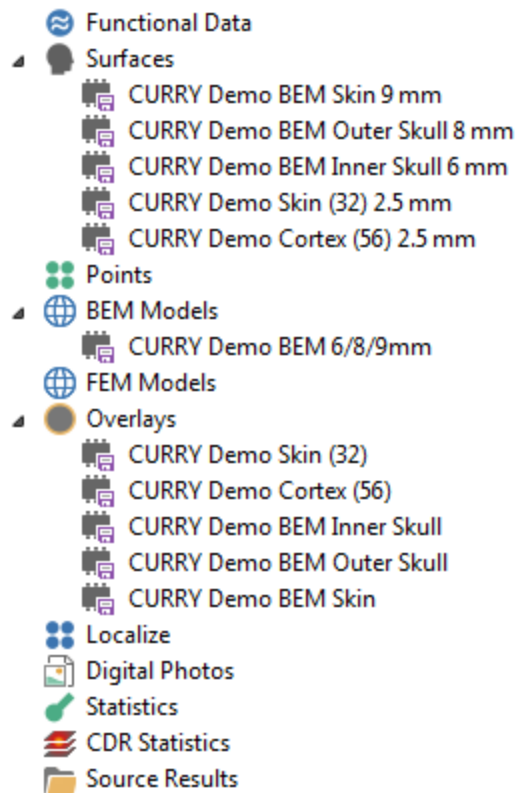 Functional Data
Surfaces
CURRY Demo BEM Skin 9 mm
CURRY Demo BEM Outer Skull 8 mm
CURRY Demo BEM Inner Skull 6 mm
CURRY Demo Skin (32) 2.5 mm
CURRY Demo Cortex (56) 2.5 mm
Points
BEM Models
CURRY Demo BEM 6/8/9mm
FEM Models
Overlays
CURRY Demo Skin (32)
CURRY Demo Cortex (56)
CURRY Demo BEM Inner Skull
CURRY Demo BEM Outer Skull
CURRY Demo BEM Skin
Localize
Digital Photos
Statistics
CDR Statistics
Source Results